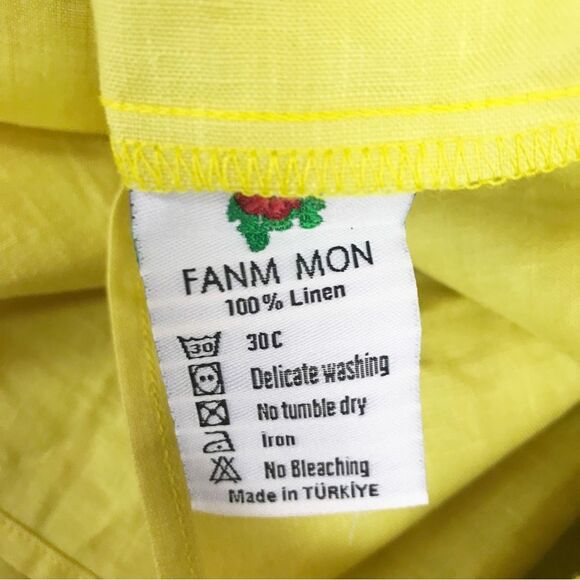 FANM MON
100% Linen
30 30C
Delicate washing
No tumble dry
Iron
No Bleaching
Made in TÜRKİYE